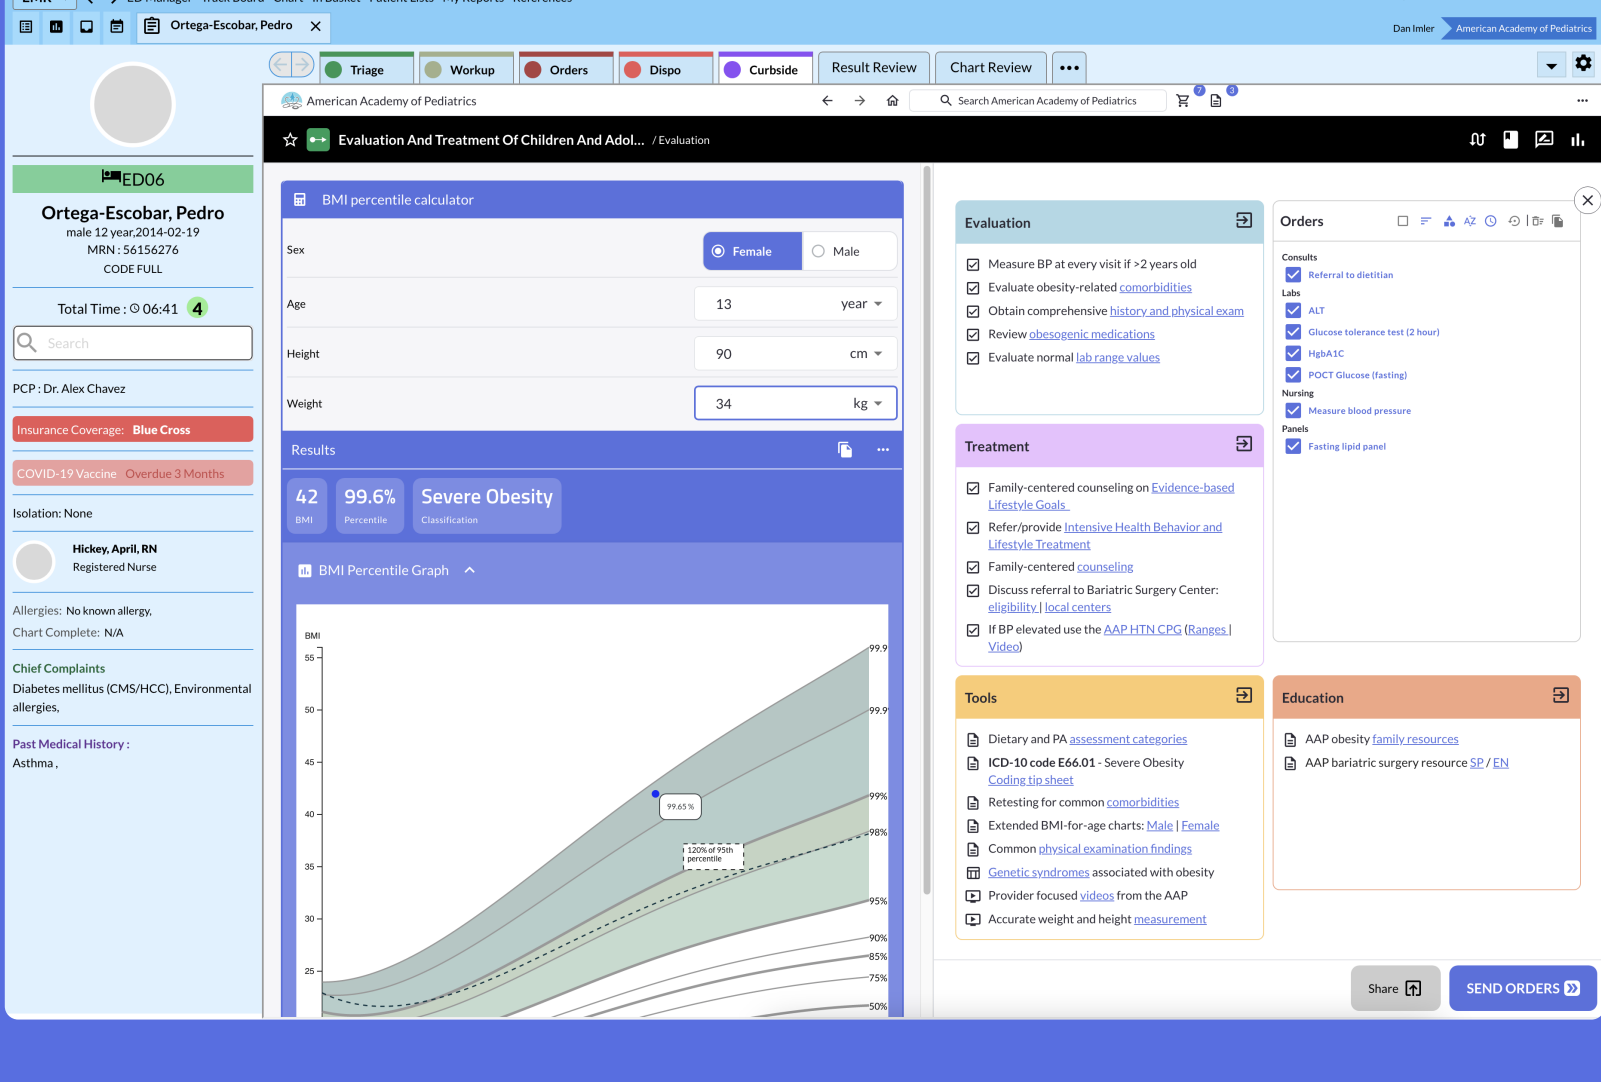 Ortega-Escobar, Pedro
Dan Imler
American Academy of Pediatrics
ED06
Ortega-Escobar, Pedro
male 12 year,2014-02-19
MRN : 56156276
CODE FULL
Total Time : 06:41 4
Search
PCP : Dr. Alex Chavez
Insurance Coverage: Blue Cross
COVID-19 Vaccine Overdue 3 Months
Isolation: None
Hickey, April, RN
Registered Nurse
Allergies: No known allergy,
Chart Complete: N/A
Chief Complaints
Diabetes mellitus (CMS/HCC), Environmental
allergies,
Past Medical History :
Asthma ,
Triage
Workup
Orders
Dispo
Curbside
Result Review
Chart Review
American Academy of Pediatrics
Search American Academy of Pediatrics
7
3
Evaluation And Treatment Of Children And Adol... / Evaluation
BMI percentile calculator
Sex
Female
Male
Age
13 year
Height
90 cm
Weight
34 kg
Results
42
BMI
99.6%
Percentile
Severe Obesity
Classification
BMI Percentile Graph
BMI
55
50
45
40
35
30
25
99.65 %
120% of 95th
percentile
99.9
99.9
99%
98%
95%
90%
85%
75%
50%
Evaluation
Measure BP at every visit if >2 years old
Evaluate obesity-related comorbidities
Obtain comprehensive history and physical exam
Review obesogenic medications
Evaluate normal lab range values
Treatment
Family-centered counseling on Evidence-based
Lifestyle Goals
Refer/provide Intensive Health Behavior and
Lifestyle Treatment
Family-centered counseling
Discuss referral to Bariatric Surgery Center:
eligibility | local centers
If BP elevated use the AAP HTN CPG (Ranges |
Video)
Tools
Dietary and PA assessment categories
ICD-10 code E66.01 - Severe Obesity
Coding tip sheet
Retesting for common comorbidities
Extended BMI-for-age charts: Male | Female
Common physical examination findings
Genetic syndromes associated with obesity
Provider focused videos from the AAP
Accurate weight and height measurement
Orders
Consults
Referral to dietitian
Labs
ALT
Glucose tolerance test (2 hour)
HgbA1C
POCT Glucose (fasting)
Nursing
Measure blood pressure
Panels
Fasting lipid panel
Education
AAP obesity family resources
AAP bariatric surgery resource SP / EN
Share
SEND ORDERS